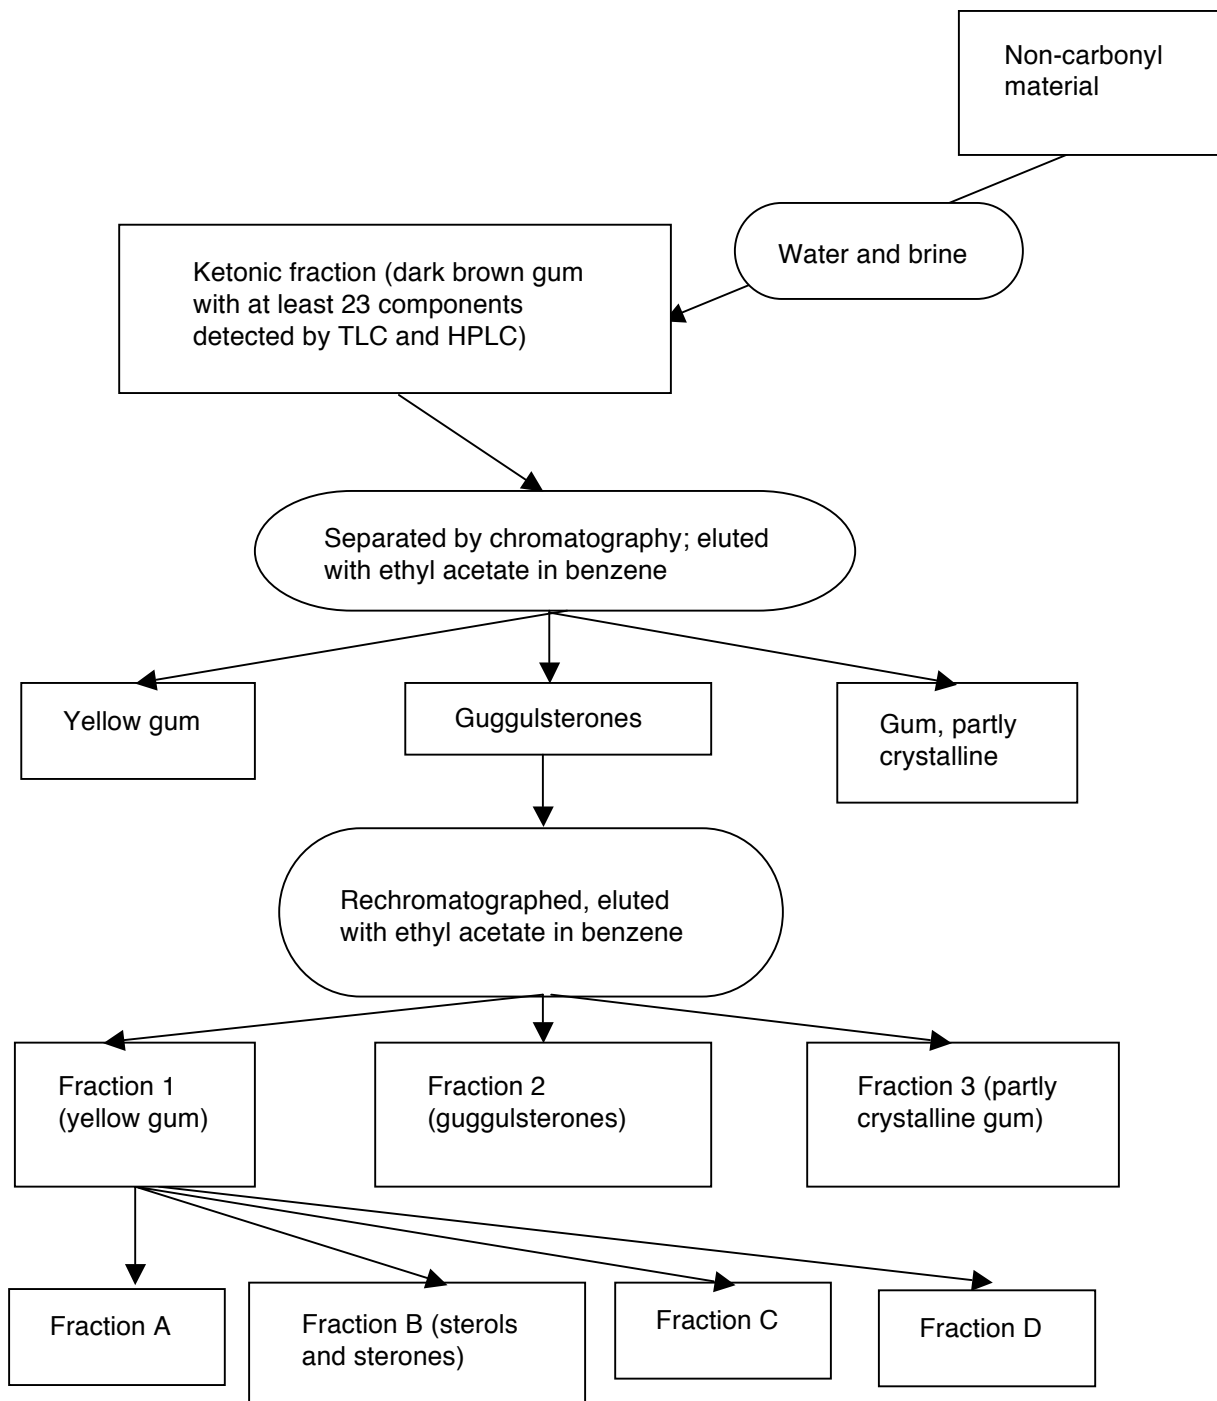 Non-carbonyl
material
Water and brine
Ketonic fraction (dark brown gum
with at least 23 components
detected by TLC and HPLC)
Separated by chromatography; eluted
with ethyl acetate in benzene
Yellow gum
Guggulsterones
Gum, partly
crystalline
Rechromatographed, eluted
with ethyl acetate in benzene
Fraction 1
(yellow gum)
Fraction 2
(guggulsterones)
Fraction 3 (partly
crystalline gum)
Fraction A
Fraction B (sterols
and sterones)
Fraction C
Fraction D